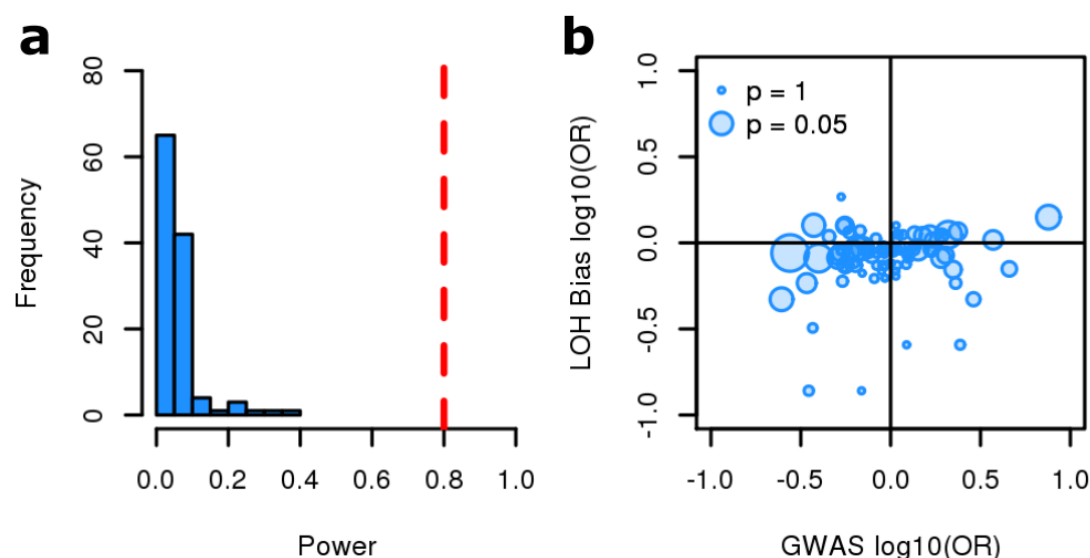 a
80
60
40
20
0
Frequency
0.0 0.2 0.4 0.6 0.8 1.0
Power
b
p = 1
p = 0.05
1.0
0.5
0.0
-0.5
-1.0
LOH Bias log10(OR)
-1.0 -0.5 0.0 0.5 1.0
GWAS log10(OR)